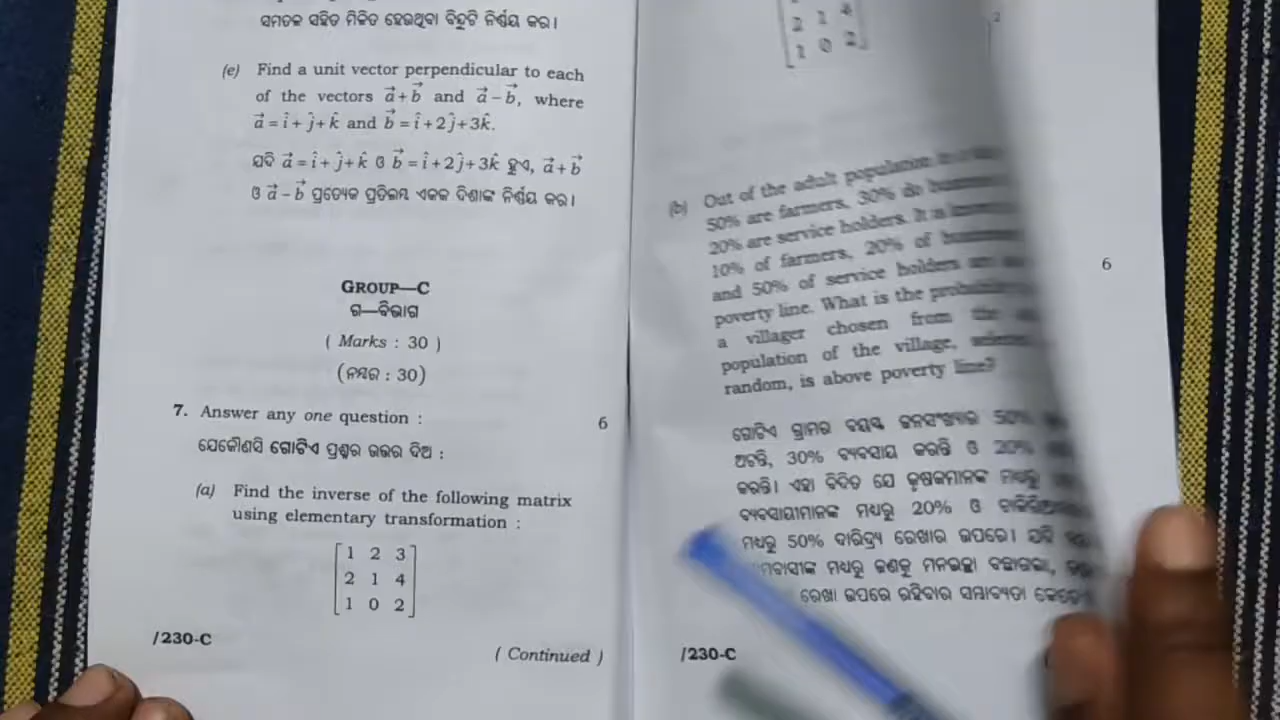 ସମତଳ ସହିତ ମିଳିତ ହେଉଥିବା ବିନ୍ଦୁଟି ନିର୍ଣ୍ଣୟ କର।
(e) Find a unit vector perpendicular to each
of the vectors a⃗+b⃗ and a⃗−b⃗, where
a⃗=î+ĵ+k̂ and b⃗=î+2ĵ+3k̂.
ଯଦି a⃗=î+ĵ+k̂ ଓ b⃗=î+2ĵ+3k̂ ହୁଏ, a⃗+b⃗
ଓ a⃗−b⃗ ପ୍ରତ୍ୟେକ ପ୍ରତିଲମ୍ବ ଏକକ ଦିଶାଙ୍କ ନିର୍ଣ୍ଣୟ କର।
GROUP—C
ଗ—ବିଭାଗ
( Marks : 30 )
(ନମ୍ବର : 30)
7. Answer any one question : 6
ଯେକୌଣସି ଗୋଟିଏ ପ୍ରଶ୍ନର ଉତ୍ତର ଦିଅ :
(a) Find the inverse of the following matrix
using elementary transformation :
1 2 3
2 1 4
1 0 2
/230-C
( Continued )
2 1 4
1 0 2
2
(b) Out of the adult population in
50% are farmers, 30% do
20% are service holders. It is
10% of farmers, 20% of
and 50% of service holders
poverty line. What is the
a villager chosen from the
population of the village,
random, is above poverty line?
6
ଗୋଟିଏ ଗ୍ରାମର ବୟସ୍କ ଜନସଂଖ୍ୟାର 50%
ଅଟନ୍ତି, 30% ବ୍ୟବସାୟ କରନ୍ତି ଓ 20%
କରନ୍ତି। ଏହା ବିଦିତ ଯେ କୃଷକମାନଙ୍କ ମଧ୍ୟରୁ
ବ୍ୟବସାୟୀମାନଙ୍କ ମଧ୍ୟରୁ 20% ଓ
ମଧ୍ୟରୁ 50% ଦାରିଦ୍ର୍ୟ ରେଖାର ଉପରେ। ଯଦି
ମଧ୍ୟରୁ ଜଣକୁ
ରେଖା ଉପରେ ରହିବାର ସମ୍ଭାବ୍ୟତା
/230-C